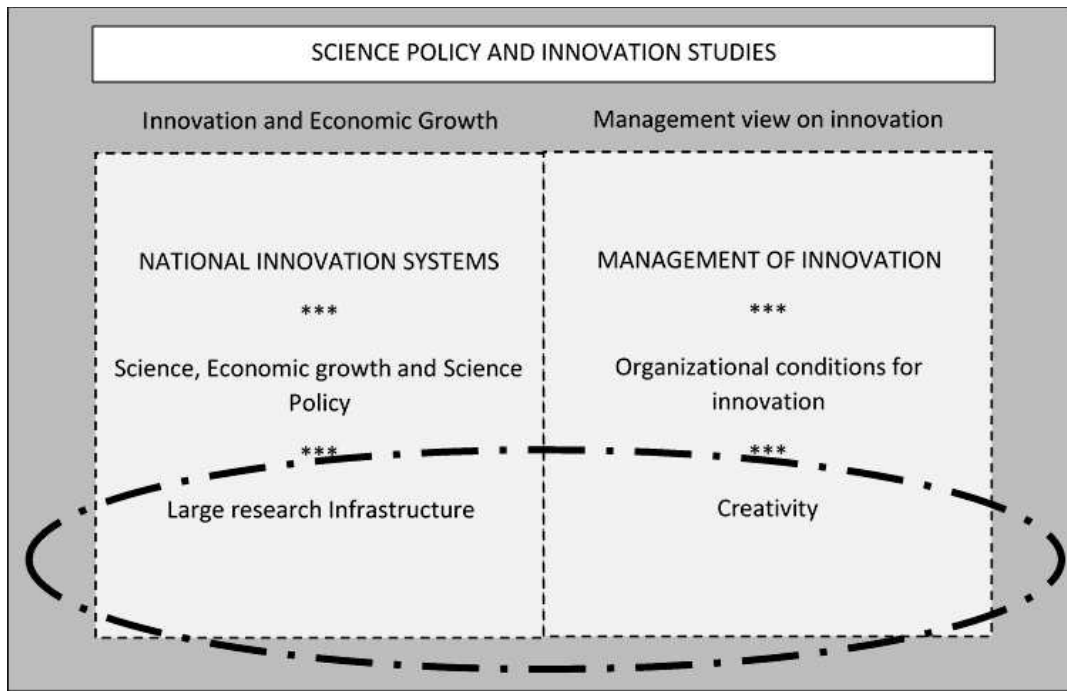 SCIENCE POLICY AND INNOVATION STUDIES
Innovation and Economic Growth
Management view on innovation
NATIONAL INNOVATION SYSTEMS
***
Science, Economic growth and Science
Policy
***
Large research Infrastructure
MANAGEMENT OF INNOVATION
***
Organizational conditions for
innovation
***
Creativity